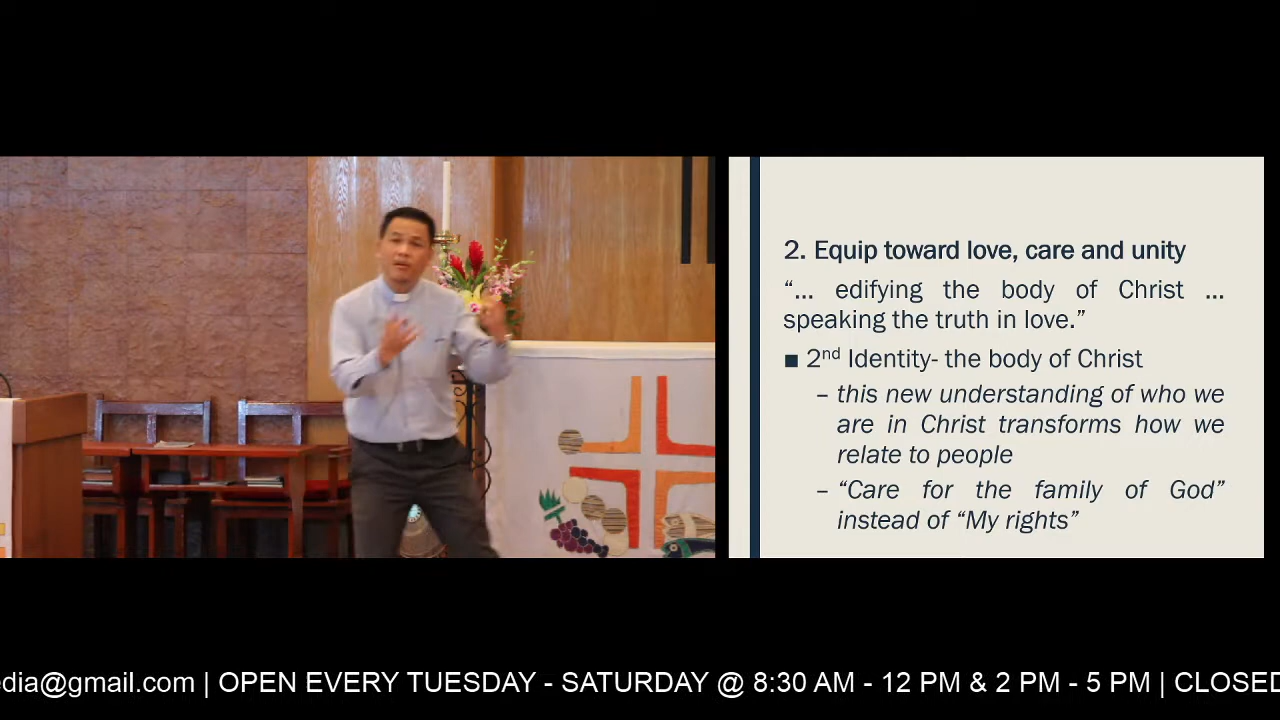 2. Equip toward love, care and unity
“... edifying the body of Christ ...
speaking the truth in love.”
■ 2nd Identity- the body of Christ
– this new understanding of who we
are in Christ transforms how we
relate to people
– “Care for the family of God”
instead of “My rights”
edia@gmail.com | OPEN EVERY TUESDAY - SATURDAY @ 8:30 AM - 12 PM & 2 PM - 5 PM | CLOSED